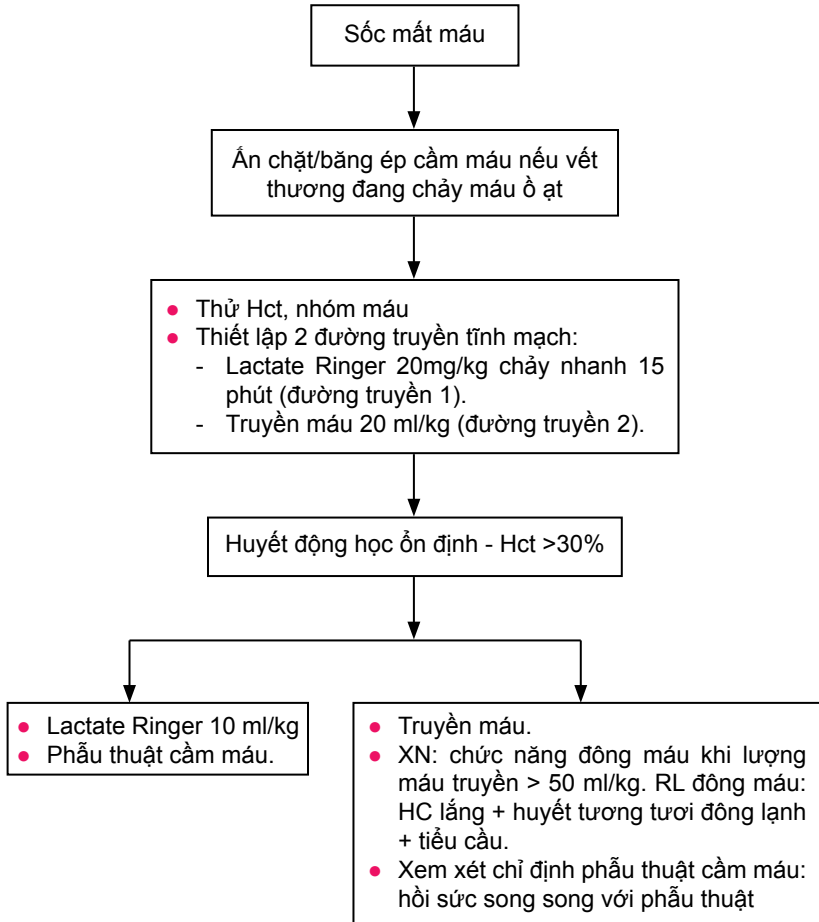 Sốc mất máu
Ấn chặt/băng ép cầm máu nếu vết
thương đang chảy máu ồ ạt
● Thử Hct, nhóm máu
● Thiết lập 2 đường truyền tĩnh mạch:
- Lactate Ringer 20mg/kg chảy nhanh 15
phút (đường truyền 1).
- Truyền máu 20 ml/kg (đường truyền 2).
Huyết động học ổn định - Hct >30%
● Lactate Ringer 10 ml/kg
● Phẫu thuật cầm máu.
● Truyền máu.
● XN: chức năng đông máu khi lượng
máu truyền > 50 ml/kg. RL đông máu:
HC lắng + huyết tương tươi đông lạnh
+ tiểu cầu.
● Xem xét chỉ định phẫu thuật cầm máu:
hồi sức song song với phẫu thuật